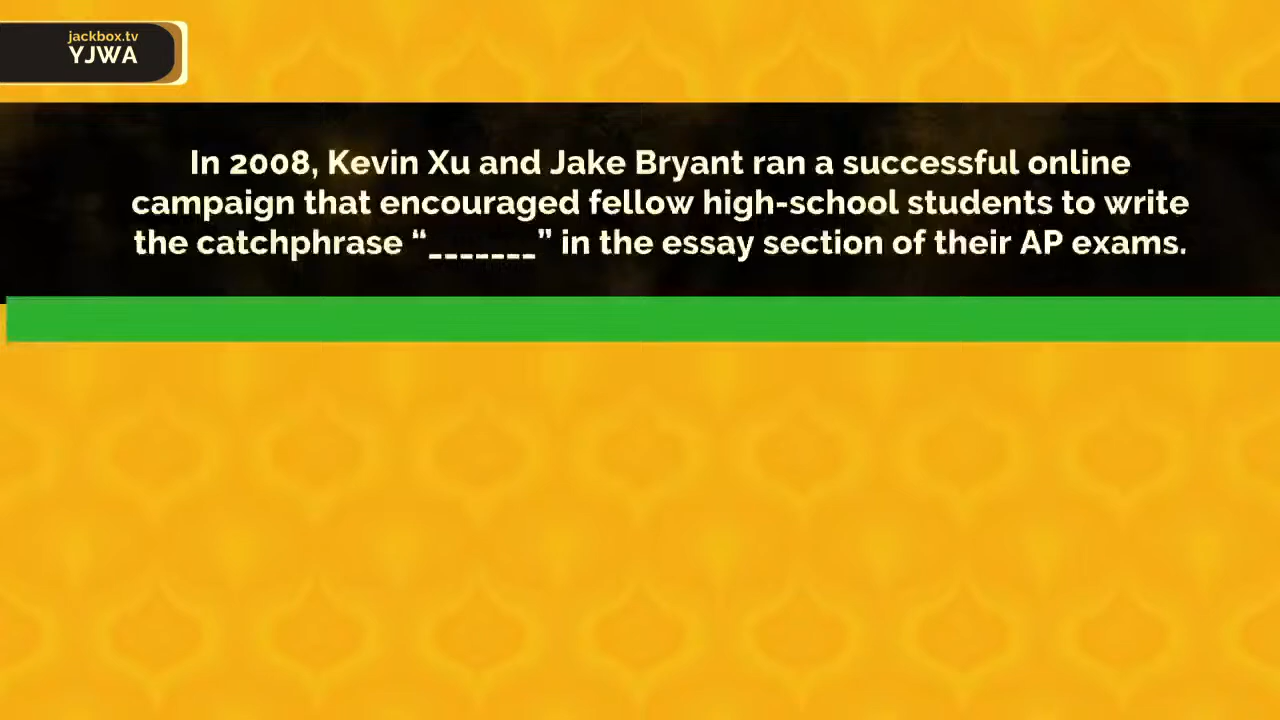 jackbox.tv
YJWA
In 2008, Kevin Xu and Jake Bryant ran a successful online
campaign that encouraged fellow high-school students to write
the catchphrase “_______” in the essay section of their AP exams.